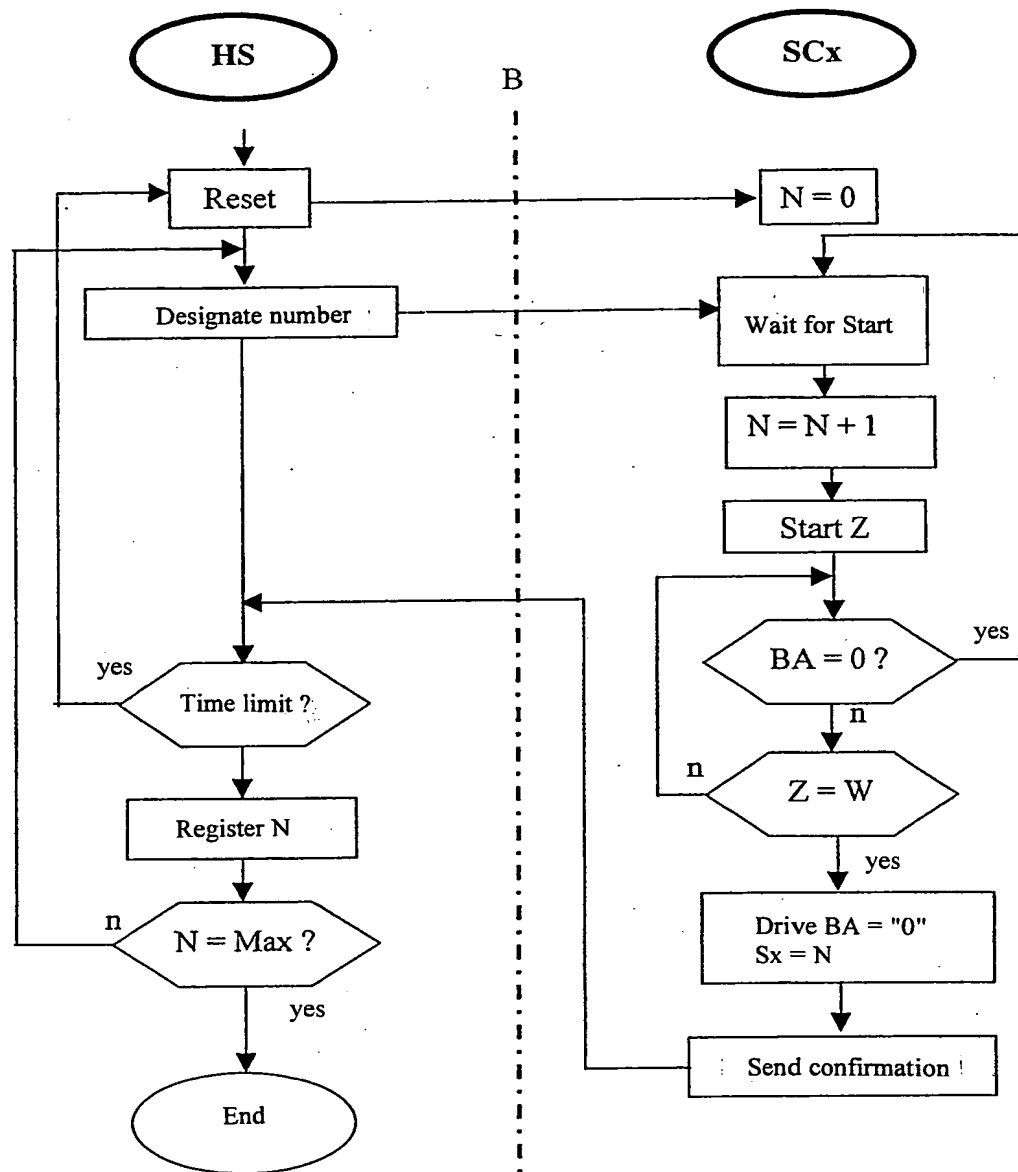 HS
SCx
B
Reset
N = 0
Designate number
Wait for Start
N = N + 1
Start Z
BA = 0 ?
yes
n
yes
Time limit ?
n
Z = W
Register N
yes
n
N = Max ?
Drive BA = "0"
Sx = N
yes
Send confirmation
End